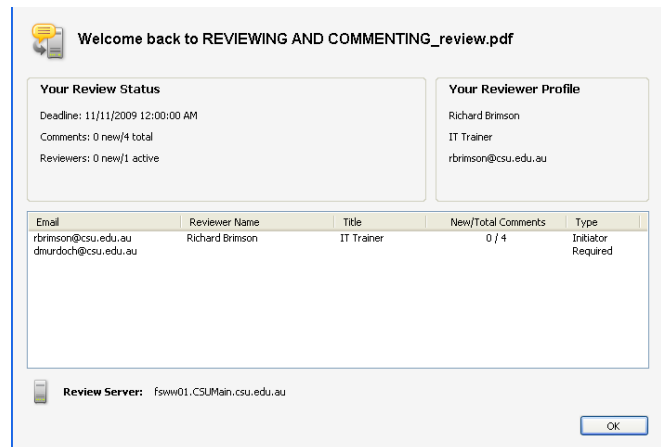 Welcome back to REVIEWING AND COMMENTING_review.pdf
Your Review Status
Deadline: 11/11/2009 12:00:00 AM
Comments: 0 new/4 total
Reviewers: 0 new/1 active
Your Reviewer Profile
Richard Brimson
IT Trainer
rbrimson@csu.edu.au
Email Reviewer Name Title New/Total Comments Type
rbrimson@csu.edu.au Richard Brimson IT Trainer 0 / 4 Initiator
dmurdoch@csu.edu.au Required
Review Server: fsww01.CSUMain.csu.edu.au
OK